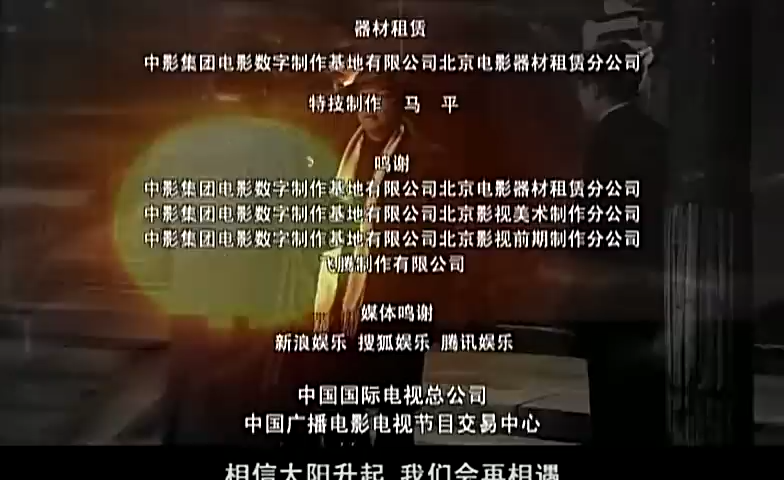 器材租赁
中影集团电影数字制作基地有限公司北京电影器材租赁分公司
特技制作 马 平
鸣谢
中影集团电影数字制作基地有限公司北京电影器材租赁分公司
中影集团电影数字制作基地有限公司北京影视美术制作分公司
中影集团电影数字制作基地有限公司北京影视前期制作分公司
飞腾制作有限公司
媒体鸣谢
新浪娱乐 搜狐娱乐 腾讯娱乐
中国国际电视总公司
中国广播电影电视节目交易中心
相信太阳升起 我们会再相遇